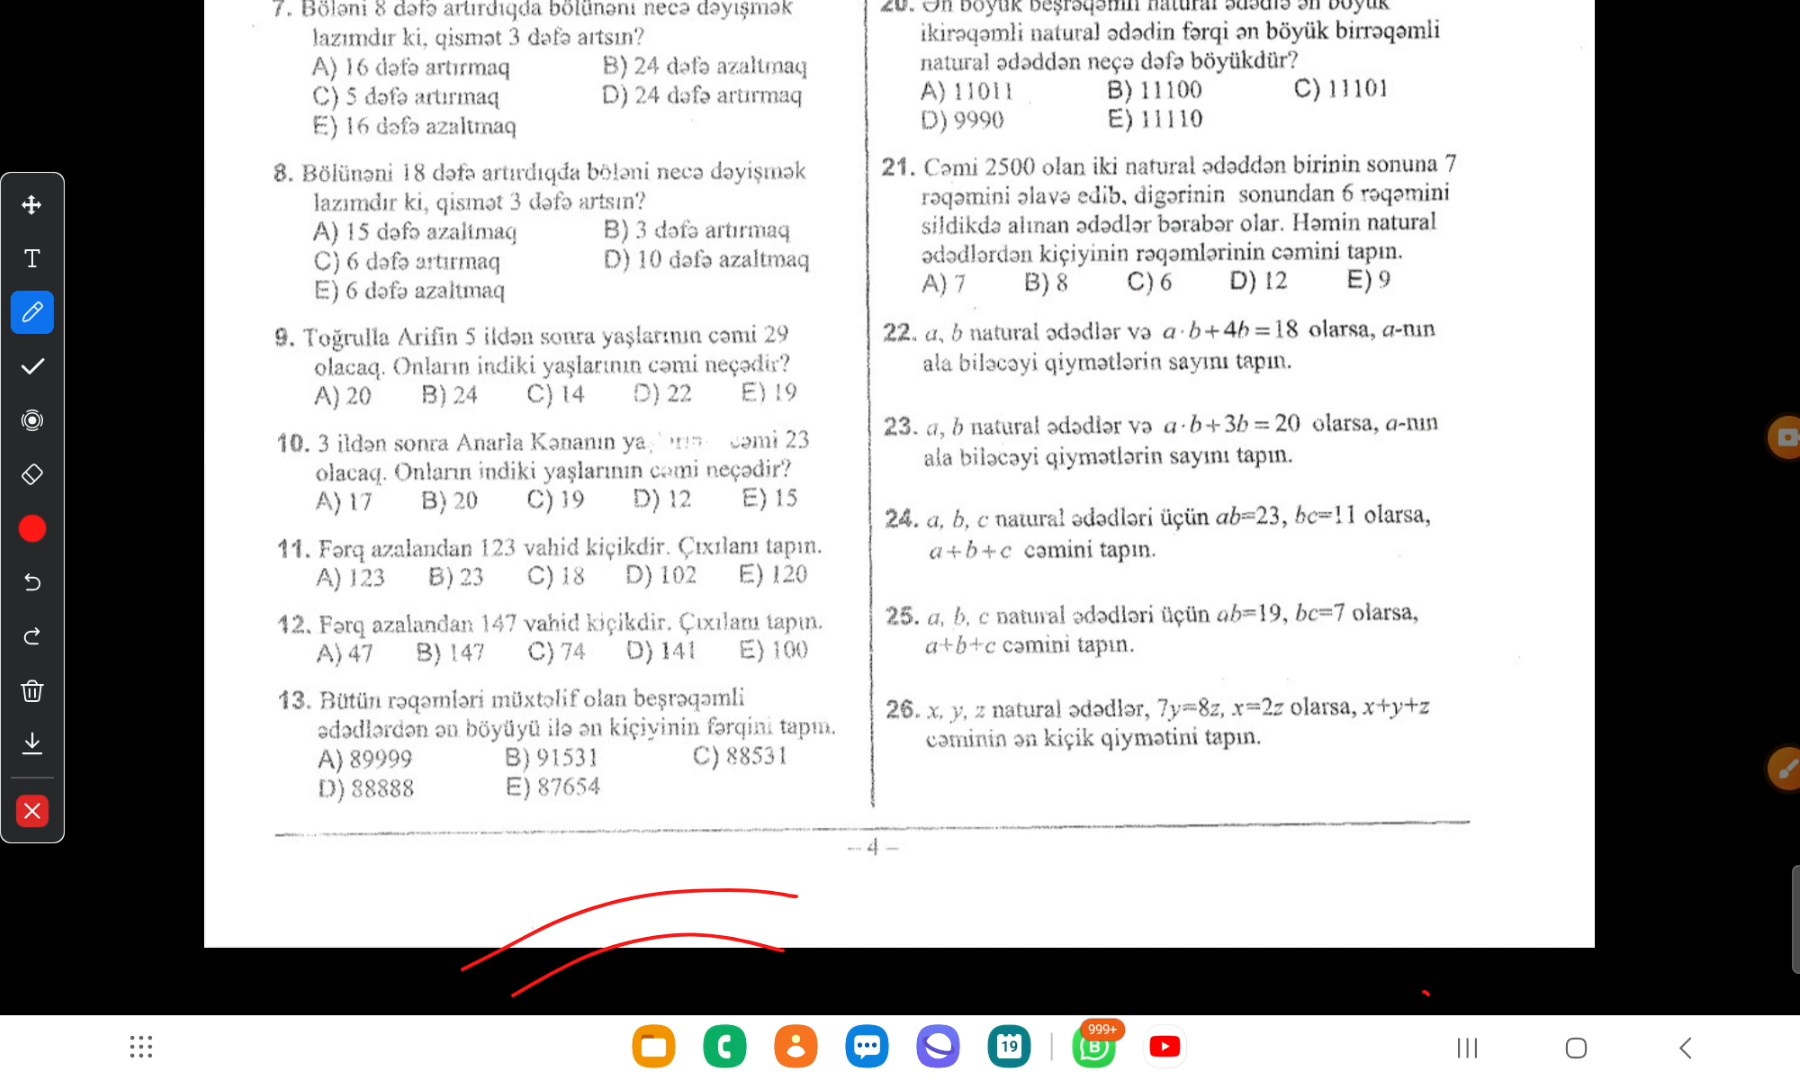 7. Böləni 8 dəfə artırdıqda bölünəni necə dəyişmək
lazımdır ki, qismət 3 dəfə artsın?
A) 16 dəfə artırmaq B) 24 dəfə azaltmaq
C) 5 dəfə artırmaq D) 24 dəfə artırmaq
E) 16 dəfə azaltmaq
8. Bölünəni 18 dəfə artırdıqda böləni necə dəyişmək
lazımdır ki, qismət 3 dəfə artsın?
A) 15 dəfə azaltmaq B) 3 dəfə artırmaq
C) 6 dəfə artırmaq D) 10 dəfə azaltmaq
E) 6 dəfə azaltmaq
9. Toğrulla Arifin 5 ildən sonra yaşlarının cəmi 29
olacaq. Onların indiki yaşlarının cəmi neçədir?
A) 20 B) 24 C) 14 D) 22 E) 19
10. 3 ildən sonra Anarla Kənanın cəmi 23
olacaq. Onların indiki yaşlarının cəmi neçədir?
A) 17 B) 20 C) 19 D) 12 E) 15
11. Fərq azalandan 123 vahid kiçikdir. Çıxılanı tapın.
A) 123 B) 23 C) 18 D) 102 E) 120
12. Fərq azalandan 147 vahid kiçikdir. Çıxılanı tapın.
A) 47 B) 147 C) 74 D) 141 E) 100
13. Bütün rəqəmləri müxtəlif olan beşrəqəmli
ədədlərdən ən böyüyü ilə ən kiçiyinin fərqini tapın.
A) 89999 B) 91531 C) 88531
D) 88888 E) 87654
20. Ən böyük beşrəqəmli natural ədədlə ən böyük
ikirəqəmli natural ədədin fərqi ən böyük birrəqəmli
natural ədəddən neçə dəfə böyükdür?
A) 11011 B) 11100 C) 11101
D) 9990 E) 11110
21. Cəmi 2500 olan iki natural ədəddən birinin sonuna 7
rəqəmini əlavə edib, digərinin sonundan 6 rəqəmini
sildikdə alınan ədədlər bərabər olar. Həmin natural
ədədlərdən kiçiyinin rəqəmlərinin cəmini tapın.
A) 7 B) 8 C) 6 D) 12 E) 9
22. a, b natural ədədlər və a·b+4b=18 olarsa, a-nın
ala biləcəyi qiymətlərin sayını tapın.
23. a, b natural ədədlər və a·b+3b=20 olarsa, a-nın
ala biləcəyi qiymətlərin sayını tapın.
24. a, b, c natural ədədləri üçün ab=23, bc=11 olarsa,
a+b+c cəmini tapın.
25. a, b, c natural ədədləri üçün ab=19, bc=7 olarsa,
a+b+c cəmini tapın.
26. x, y, z natural ədədlər, 7y=8z, x=2z olarsa, x+y+z
cəminin ən kiçik qiymətini tapın.
– 4 –
T
19
B
999+